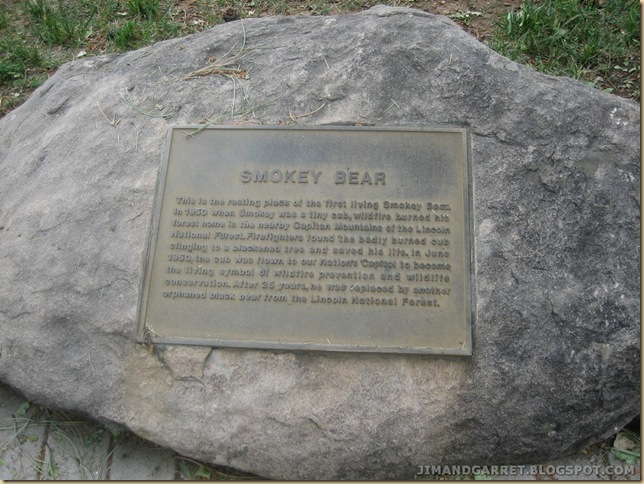 SMOKEY BEAR
This is the resting place of the first living Smokey Bear.
In 1950 when Smokey was a tiny cub, wildfire burned his
forest home in the nearby Capitan Mountains of the Lincoln
National Forest. Firefighters found the badly burned cub
clinging to a blackened tree and saved his life. In June
1950, the cub was flown to our Nation's Capitol to become
the living symbol of wildfire prevention and wildlife
conservation. After 25 years, he was replaced by another
orphaned black bear from the Lincoln National Forest.
JIMANDGARRET.BLOGSPOT.COM